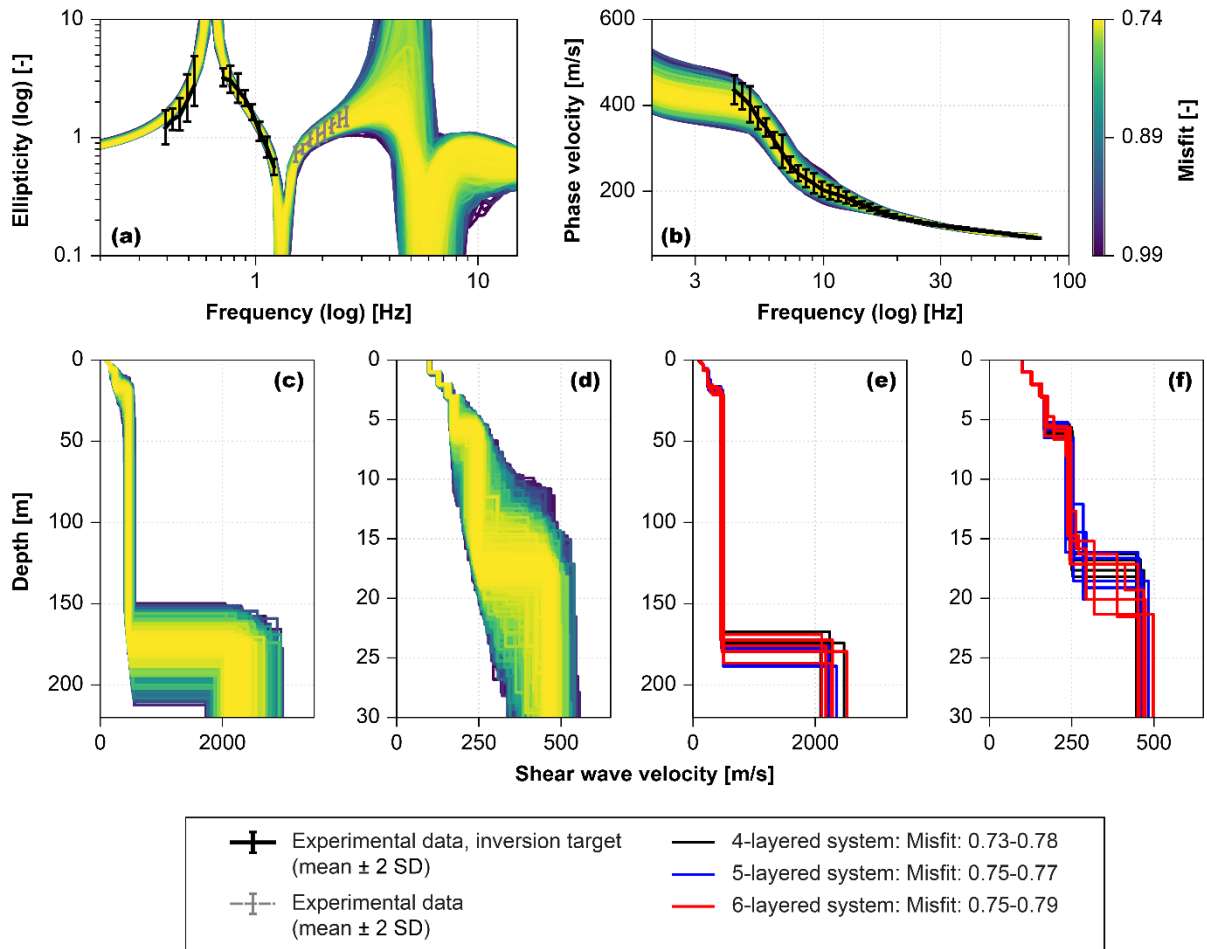 10
1
0.1
Ellipticity (log) [-]
(a)
1
10
Frequency (log) [Hz]
600
400
200
Phase velocity [m/s]
(b)
3
10
30
100
Frequency (log) [Hz]
0.74
0.89
0.99
Misfit [-]
0
50
100
150
200
Depth [m]
(c)
0
2000
0
5
10
15
20
25
30
(d)
0
250
500
0
50
100
150
200
(e)
0
2000
0
5
10
15
20
25
30
(f)
0
250
500
Shear wave velocity [m/s]
Experimental data, inversion target
(mean ± 2 SD)
Experimental data
(mean ± 2 SD)
4-layered system: Misfit: 0.73-0.78
5-layered system: Misfit: 0.75-0.77
6-layered system: Misfit: 0.75-0.79